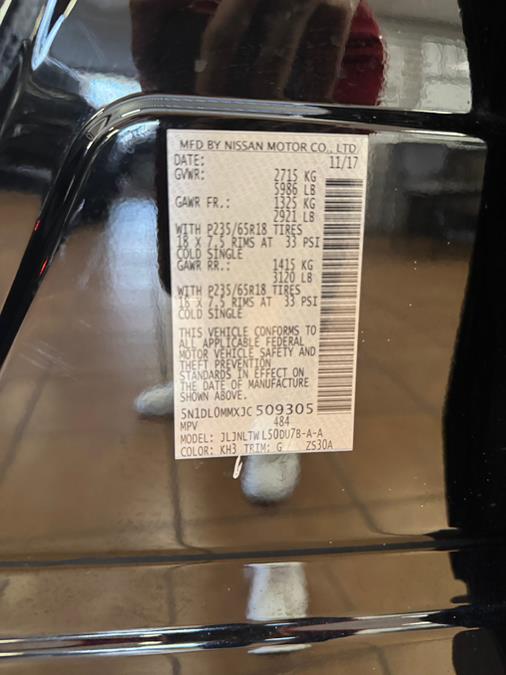 MFD BY NISSAN MOTOR CO., LTD
DATE: 11/17
GVWR: 2715 KG
5986 LB
GAWR FR.: 1325 KG
2921 LB
WITH P235/65R18 TIRES
18 X 7.5 RIMS AT 33 PSI
COLD SINGLE
GAWR RR.: 1415 KG
3120 LB
WITH P235/65R18 TIRES
18 X 7.5 RIMS AT 33 PSI
COLD SINGLE
THIS VEHICLE CONFORMS TO
ALL APPLICABLE FEDERAL
MOTOR VEHICLE SAFETY AND
THEFT PREVENTION
STANDARDS IN EFFECT ON
THE DATE OF MANUFACTURE
SHOWN ABOVE.
5N1DL0MMXJC509305
MPV 484
MODEL: JLJNLTWL50DU7B-A-A
COLOR: KH3 TRIM: G ZS30A